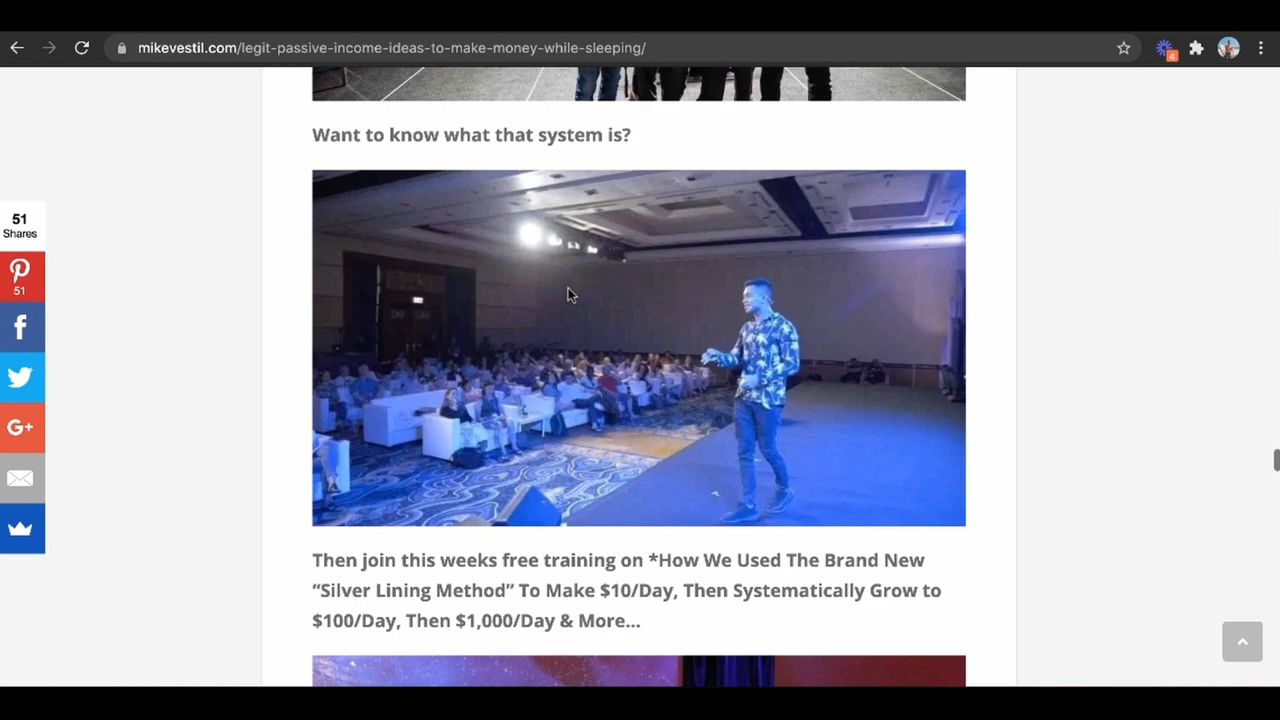 mikevestil.com/legit-passive-income-ideas-to-make-money-while-sleeping/
4
Want to know what that system is?
51
Shares
51
f
G+
Then join this weeks free training on *How We Used The Brand New
“Silver Lining Method” To Make $10/Day, Then Systematically Grow to
$100/Day, Then $1,000/Day & More...